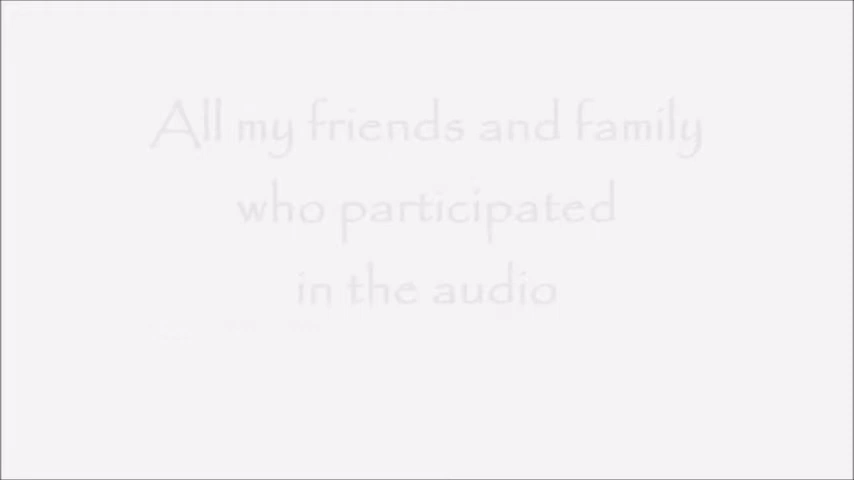 All my friends and family
who participated
in the audio